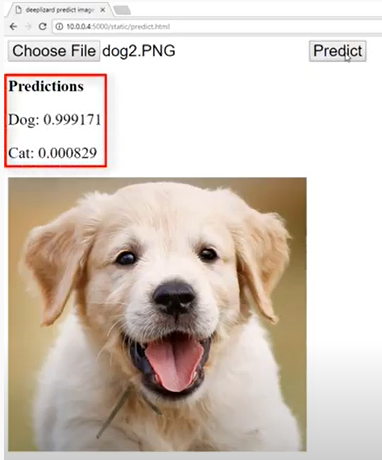 deeplizard predict image
10.0.0.4:5000/static/predict.html
Choose File dog2.PNG Predict
Predictions
Dog: 0.999171
Cat: 0.000829